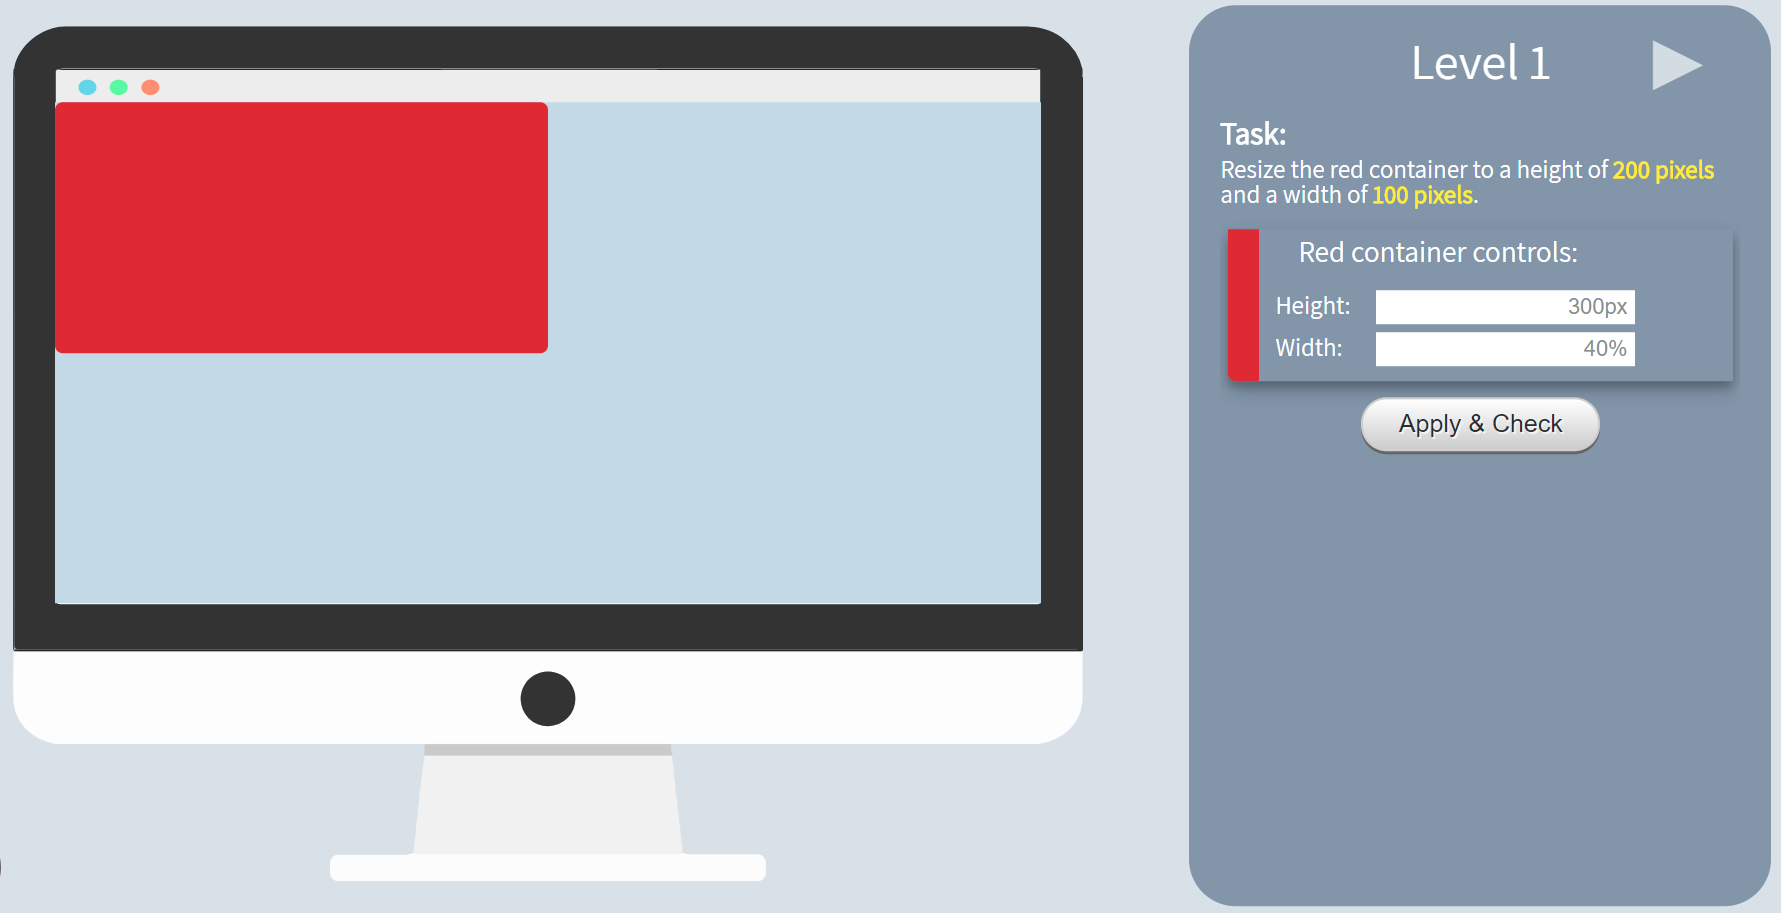 Level 1
Task:
Resize the red container to a height of 200 pixels
and a width of 100 pixels.
Red container controls:
Height: 300px
Width: 40%
Apply & Check